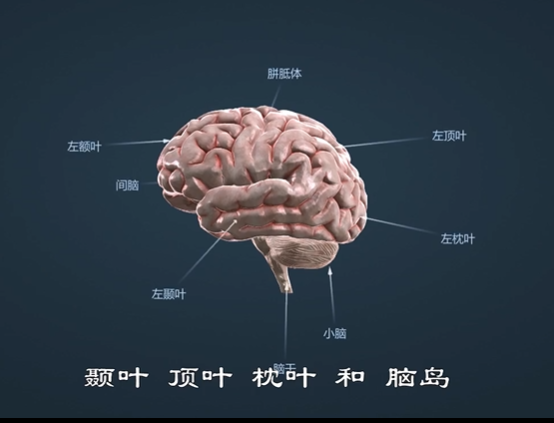 胼胝体
左额叶
左顶叶
间脑
左枕叶
左颞叶
小脑
脑干
颞叶 顶叶 枕叶 和 脑岛